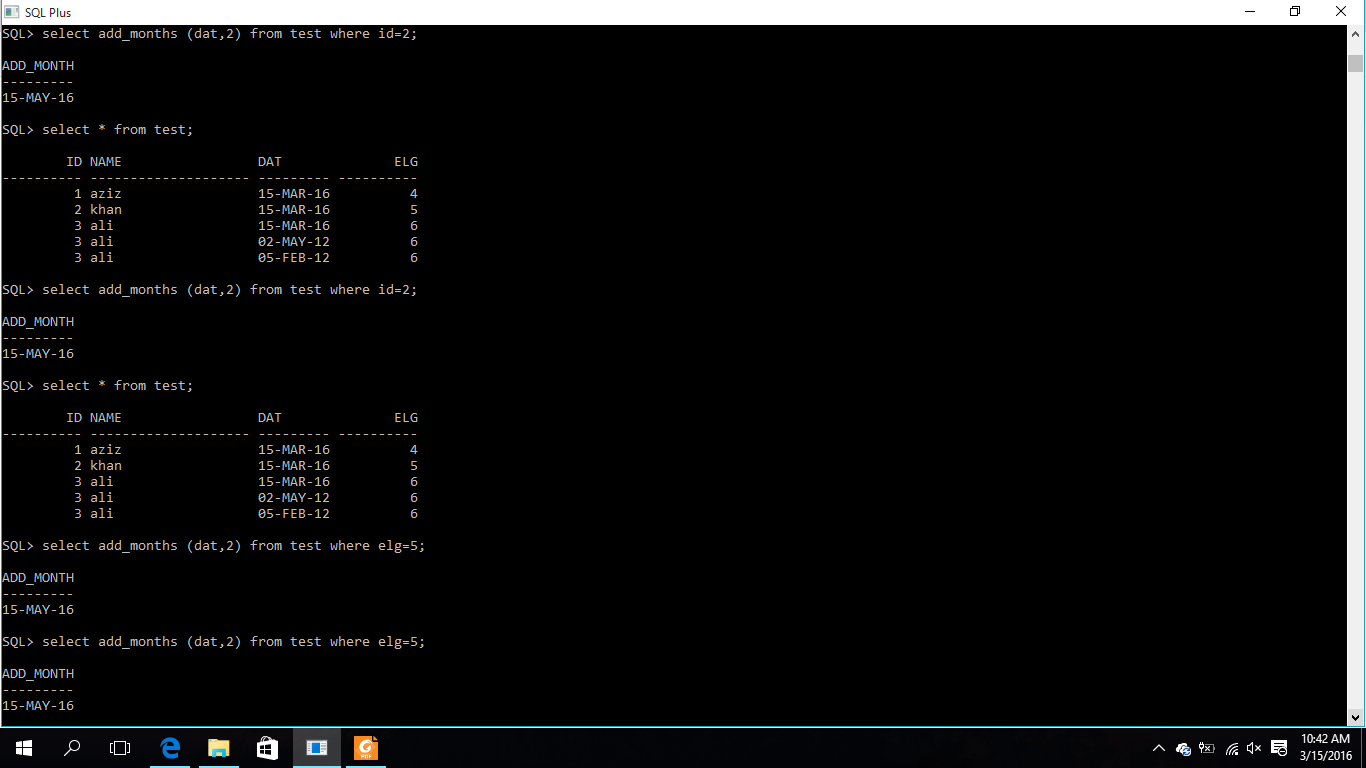 SQL Plus
SQL> select add_months (dat,2) from test where id=2;
ADD_MONTH
---------
15-MAY-16
SQL> select * from test;
        ID NAME                 DAT              ELG
---------- -------------------- --------- ----------
         1 aziz                 15-MAR-16          4
         2 khan                 15-MAR-16          5
         3 ali                  15-MAR-16          6
         3 ali                  02-MAY-12          6
         3 ali                  05-FEB-12          6
SQL> select add_months (dat,2) from test where id=2;
ADD_MONTH
---------
15-MAY-16
SQL> select * from test;
        ID NAME                 DAT              ELG
---------- -------------------- --------- ----------
         1 aziz                 15-MAR-16          4
         2 khan                 15-MAR-16          5
         3 ali                  15-MAR-16          6
         3 ali                  02-MAY-12          6
         3 ali                  05-FEB-12          6
SQL> select add_months (dat,2) from test where elg=5;
ADD_MONTH
---------
15-MAY-16
SQL> select add_months (dat,2) from test where elg=5;
ADD_MONTH
---------
15-MAY-16
PDF
10:42 AM
3/15/2016